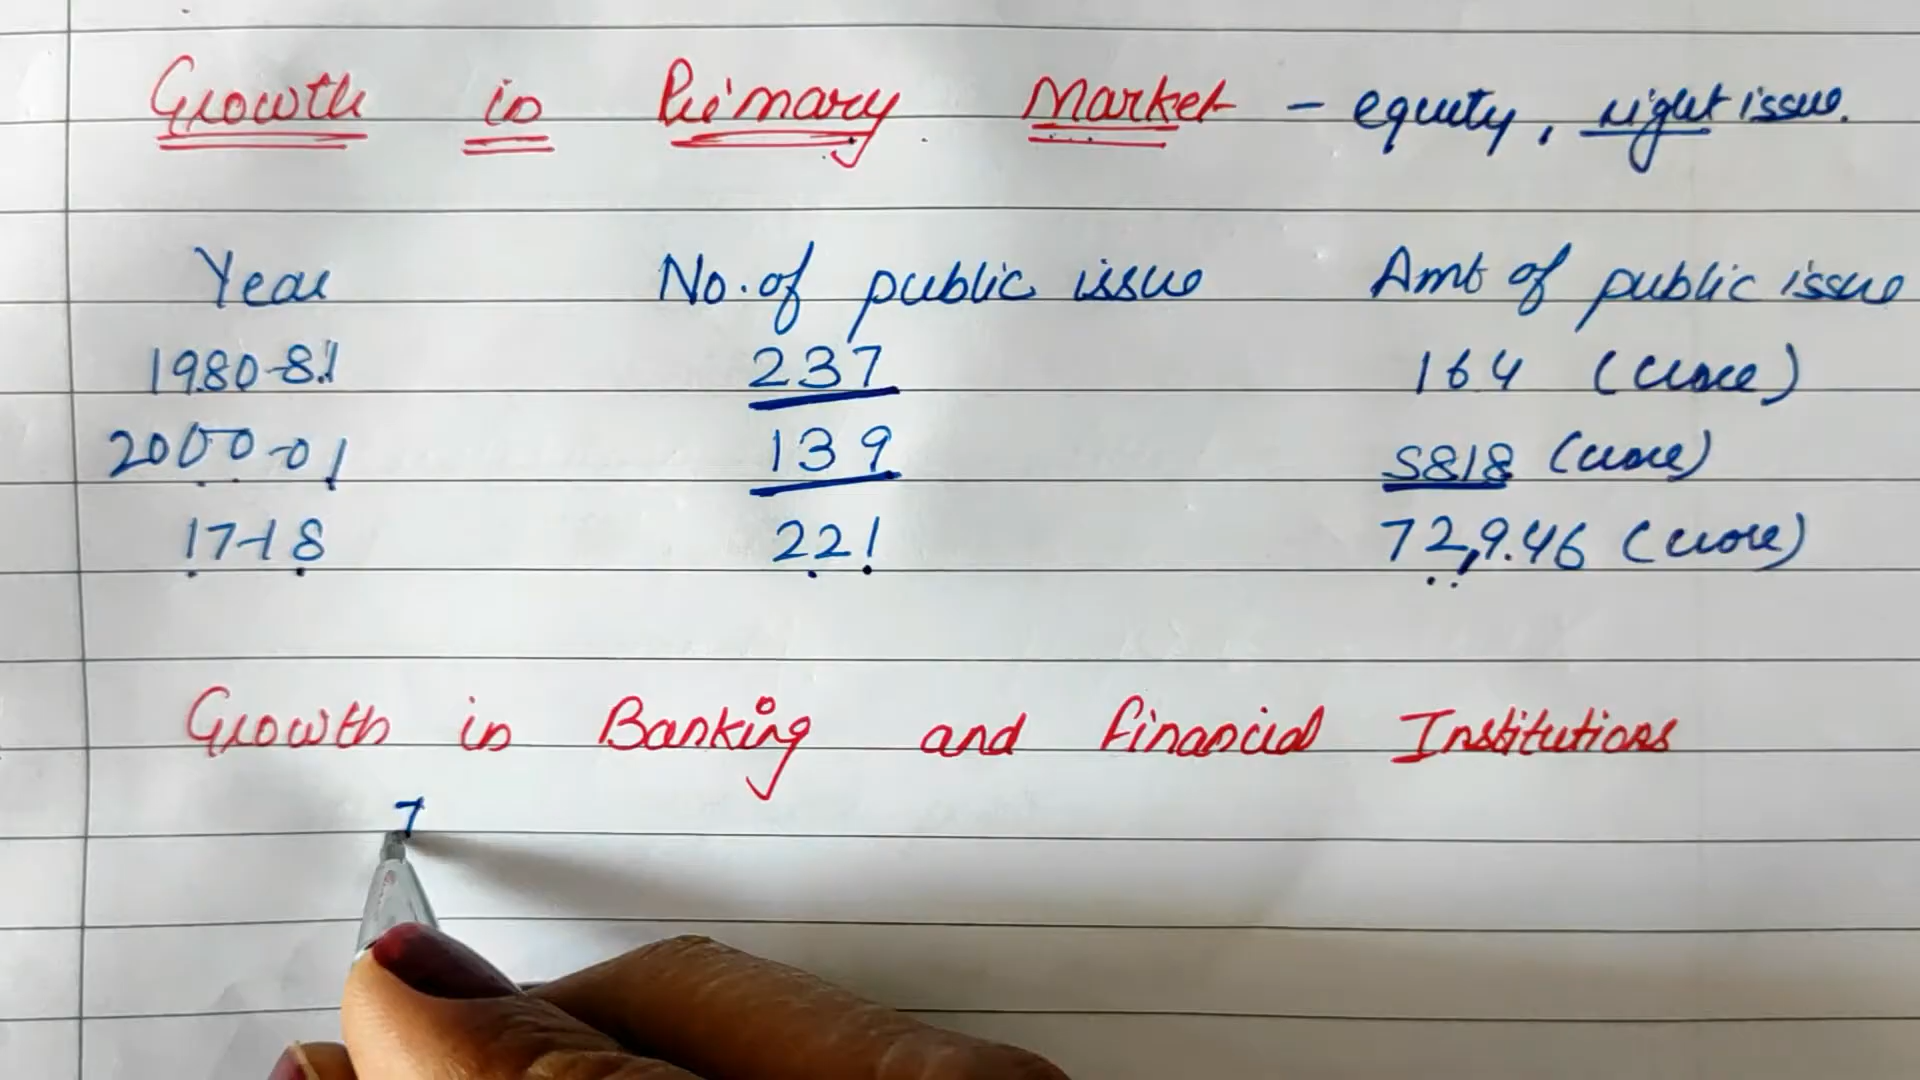 Growth in Primary Market - equity, right issue.
Year No. of public issue Amt of public issue
1980-81 237 164 (crore)
2000-01 139 5818 (crore)
17-18 221 72,9.46 (crore)
Growth in Banking and financial Institutions
7